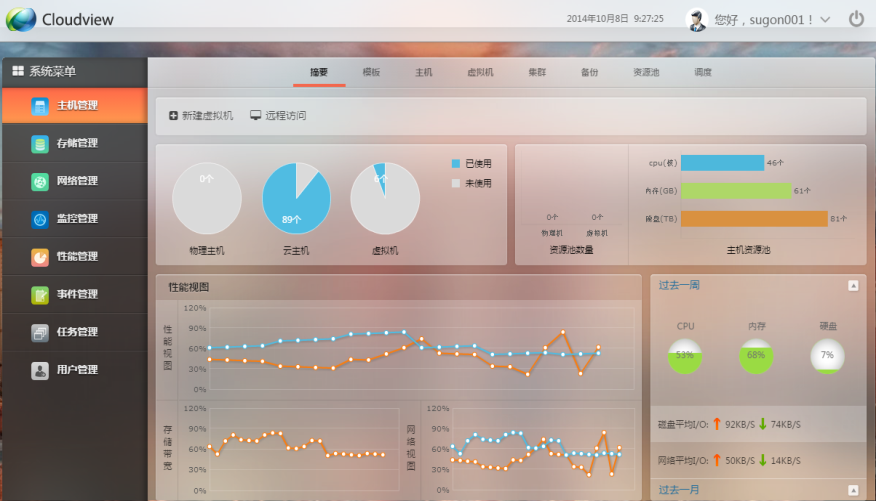 Cloudview
2014年10月8日 9:27:25
您好，sugon001！
系统菜单
主机管理
存储管理
网络管理
监控管理
性能管理
事件管理
任务管理
用户管理
摘要 模板 主机 虚拟机 集群 备份 资源池 调度
新建虚拟机 远程访问
0个
物理主机
89个
云主机
6个
虚拟机
已使用
未使用
0个 0个
物理机 虚拟机
资源池数量
cpu(核) 46个
内存(GB) 61个
硬盘(TB) 81个
主机资源池
性能视图
性能视图
120%
90%
60%
30%
0%
存储带宽
120%
90%
60%
30%
0%
网络视图
120%
90%
60%
30%
0%
过去一周
CPU 内存 硬盘
53% 68% 7%
磁盘平均I/O: 92KB/S 74KB/S
网络平均I/O: 50KB/S 14KB/S
过去一月